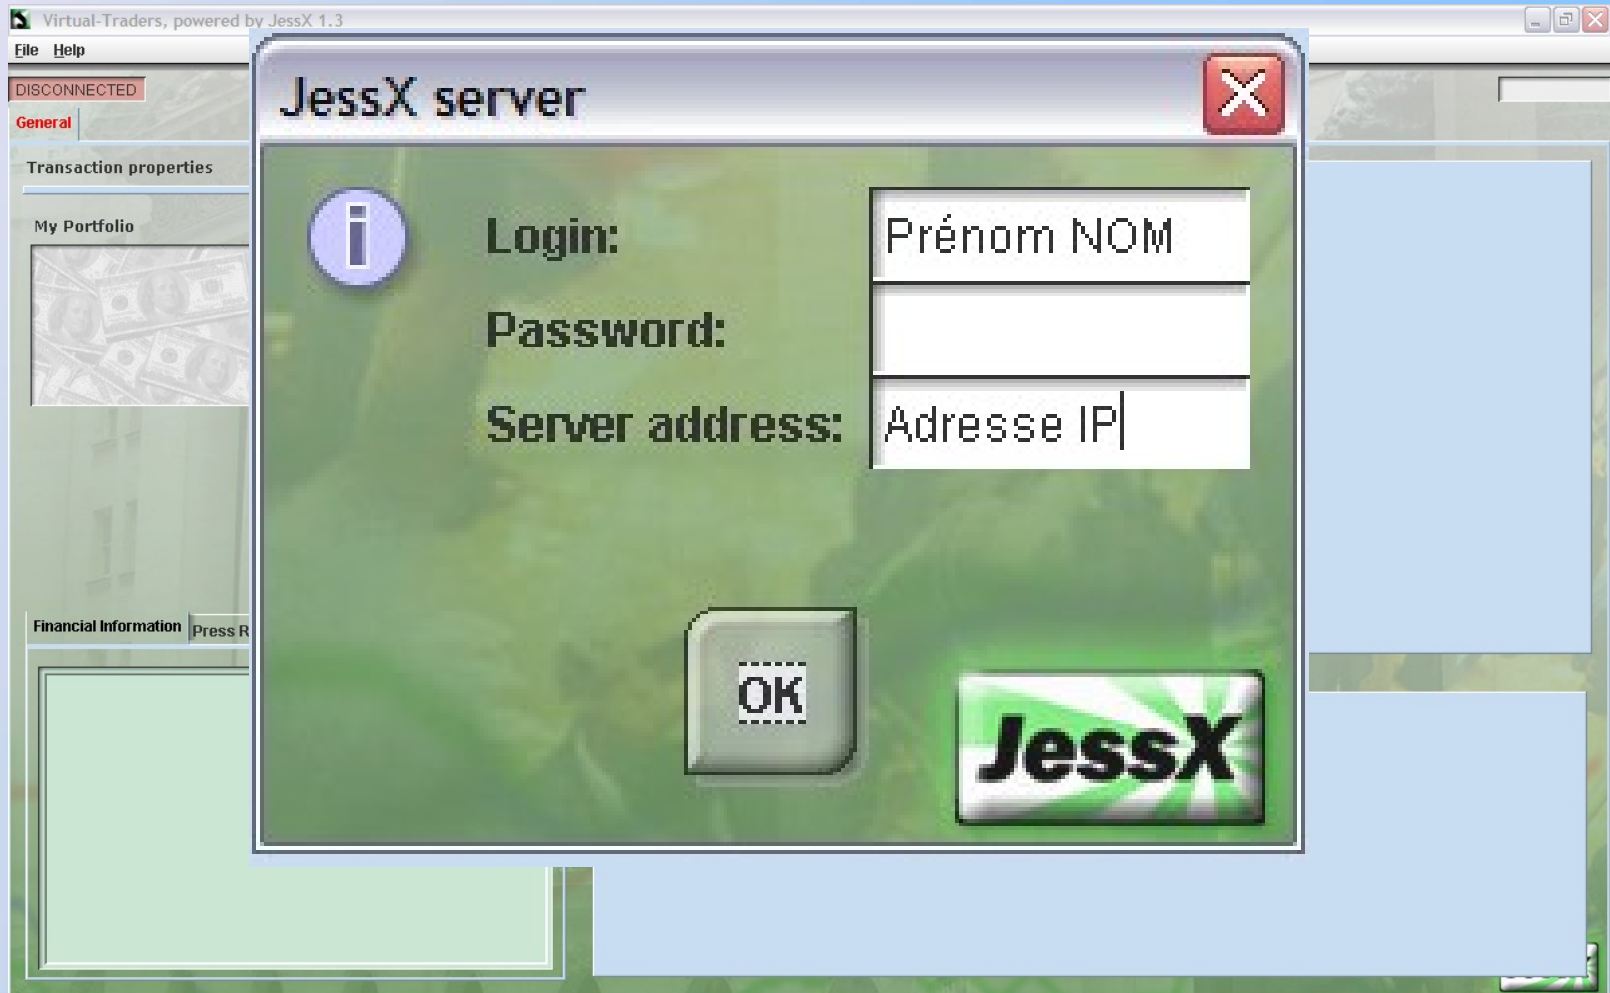 Virtual-Traders, powered by JessX 1.3
File Help
DISCONNECTED
General
Transaction properties
My Portfolio
Financial Information Press R
JessX server
Login: Prénom NOM
Password:
Server address: Adresse IP
OK
JessX